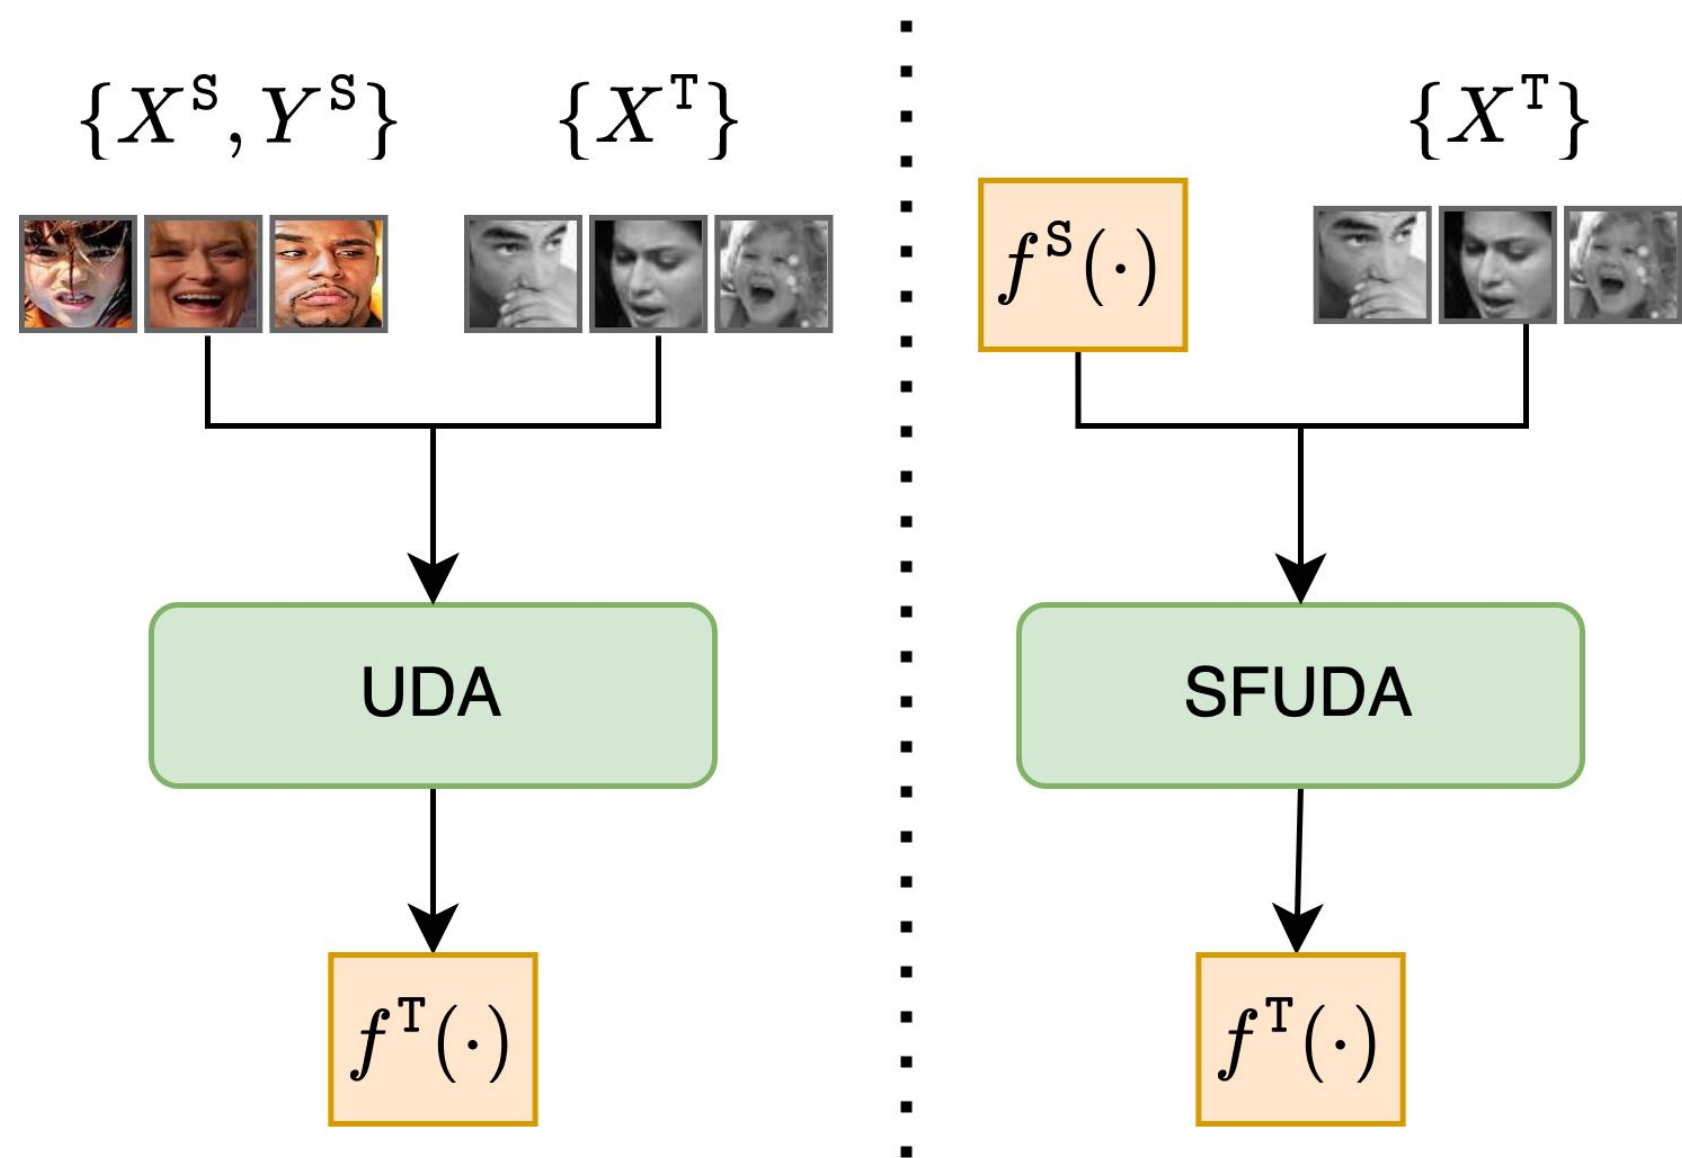 {X^S, Y^S}
{X^T}
UDA
f^T(·)
{X^T}
f^S(·)
SFUDA
f^T(·)